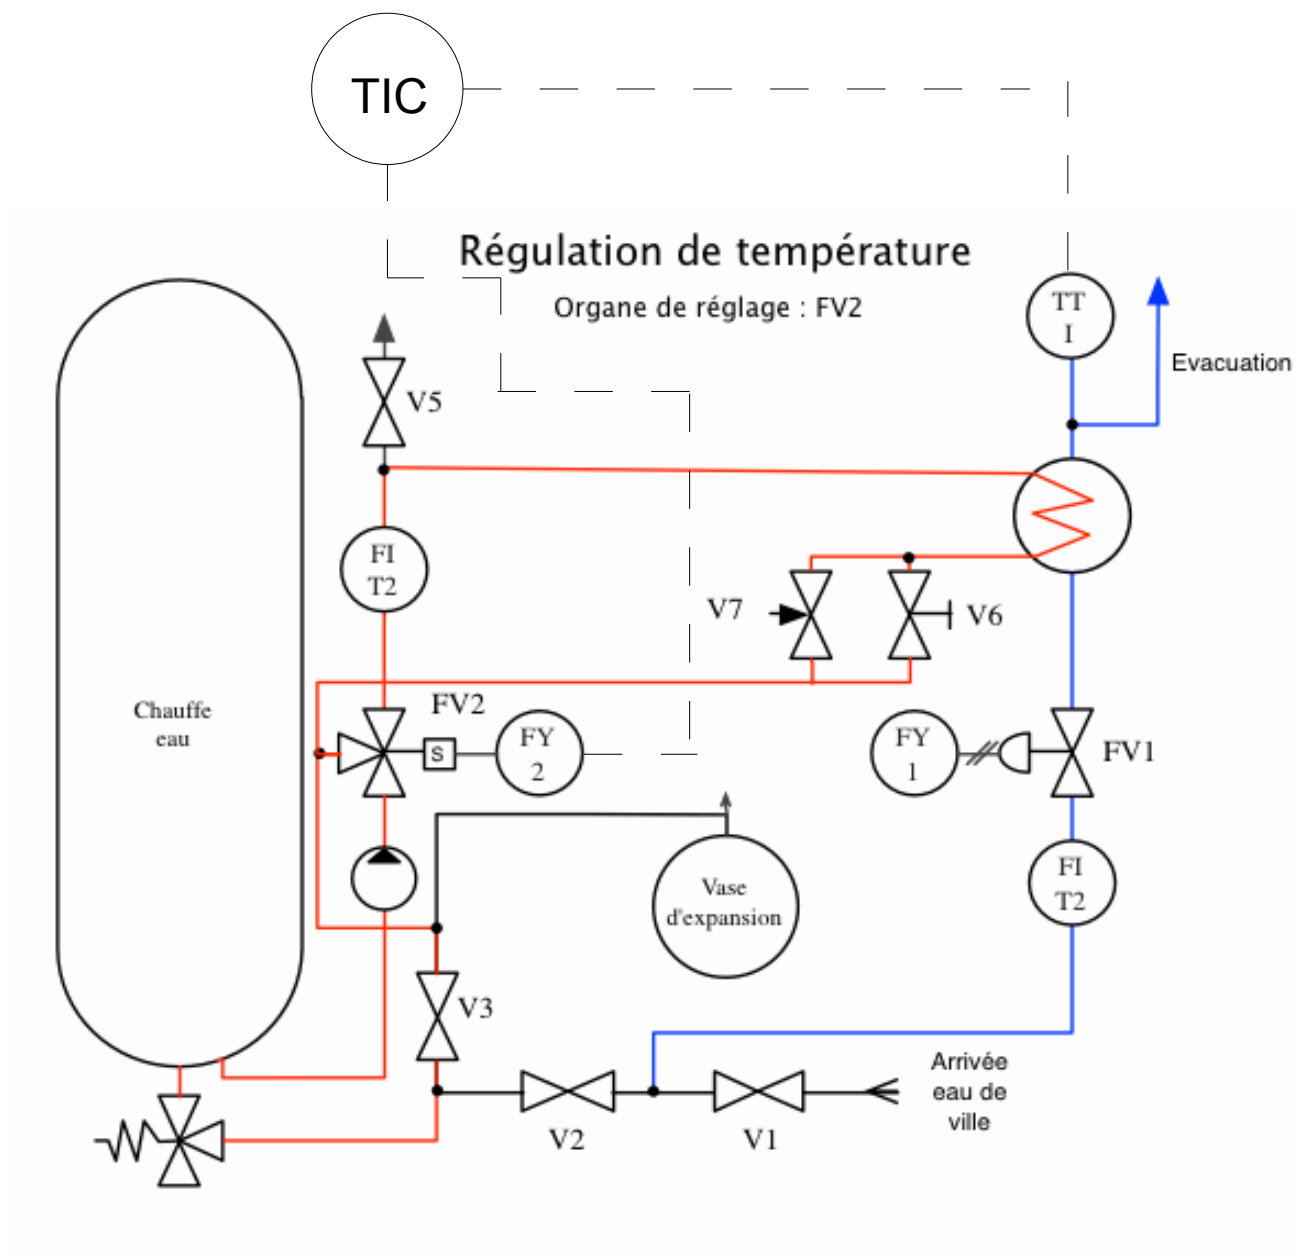 TIC
Régulation de température
Organe de réglage : FV2
TT
I
Evacuation
V5
FI
T2
V7
V6
FV2
Chauffe
eau
S
FY
2
FY
1
FV1
Vase
d'expansion
FI
T2
V3
Arrivée
eau de
ville
V2
V1